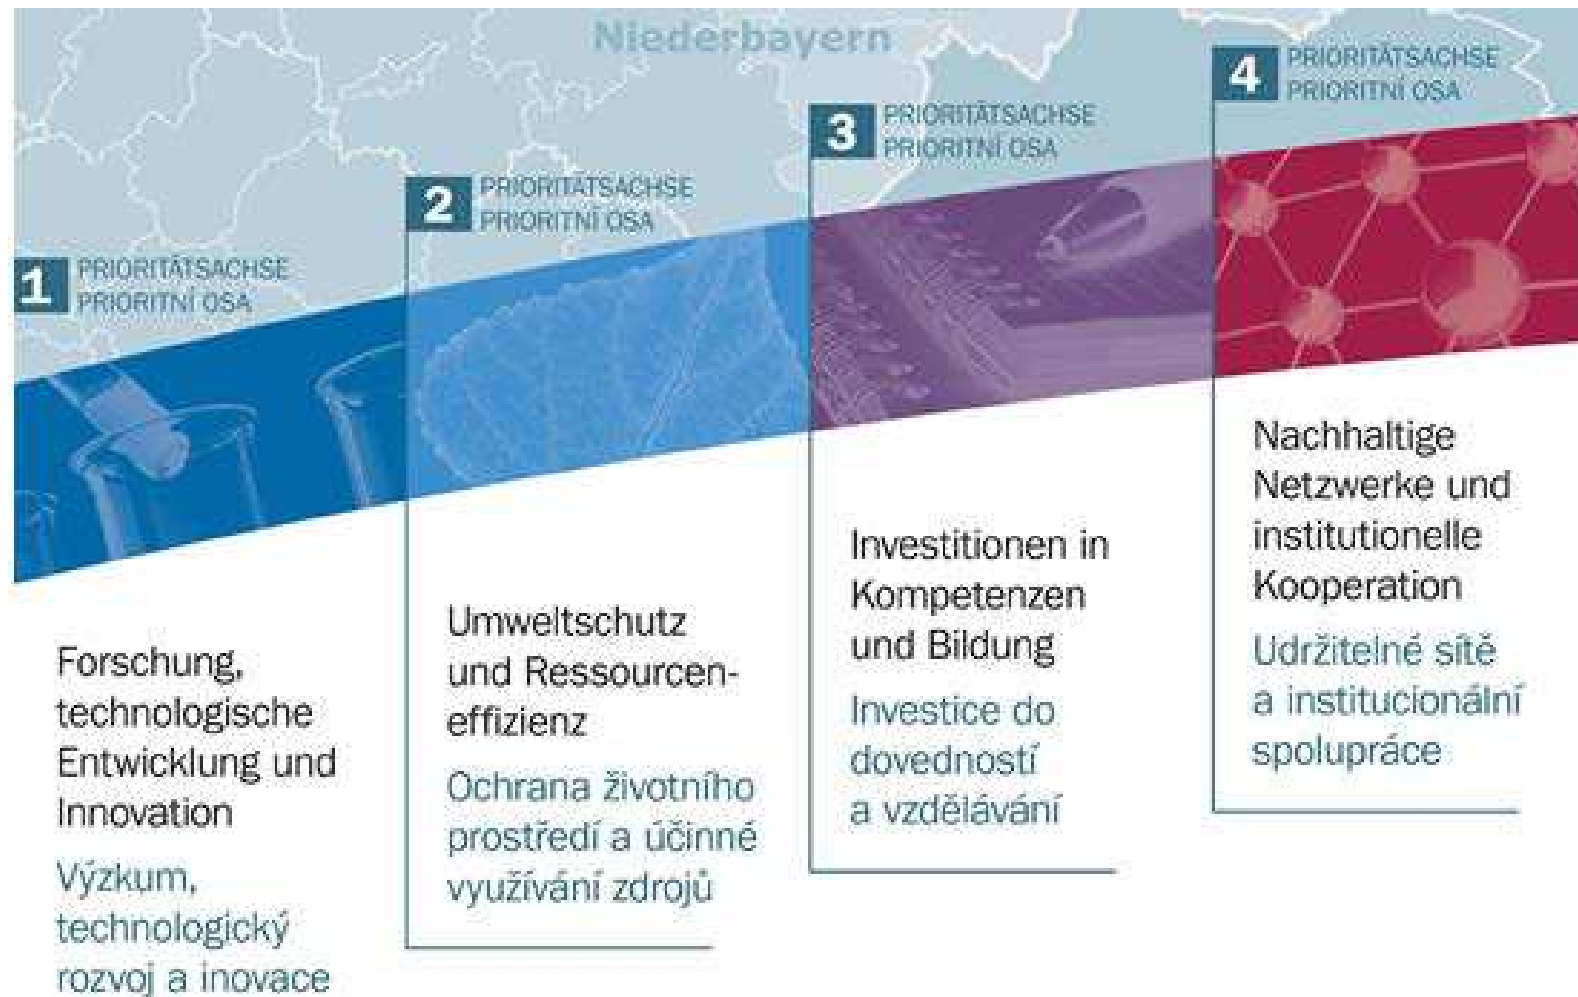 Niederbayern
1
PRIORITÄTSACHSE
PRIORITNÍ OSA
Forschung,
technologische
Entwicklung und
Innovation
Výzkum,
technologický
rozvoj a inovace
2
PRIORITÄTSACHSE
PRIORITNÍ OSA
Umweltschutz
und Ressourcen-
effizienz
Ochrana životního
prostředí a účinné
využívání zdrojů
3
PRIORITÄTSACHSE
PRIORITNÍ OSA
Investitionen in
Kompetenzen
und Bildung
Investice do
dovedností
a vzdělávání
4
PRIORITÄTSACHSE
PRIORITNÍ OSA
Nachhaltige
Netzwerke und
institutionelle
Kooperation
Udržitelné sítě
a institucionální
spolupráce